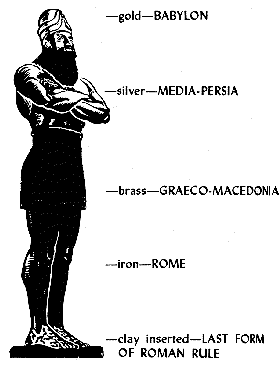 —gold—BABYLON
—silver—MEDIA-PERSIA
—brass—GRAECO-MACEDONIA
—iron—ROME
—clay inserted—LAST FORM
OF ROMAN RULE